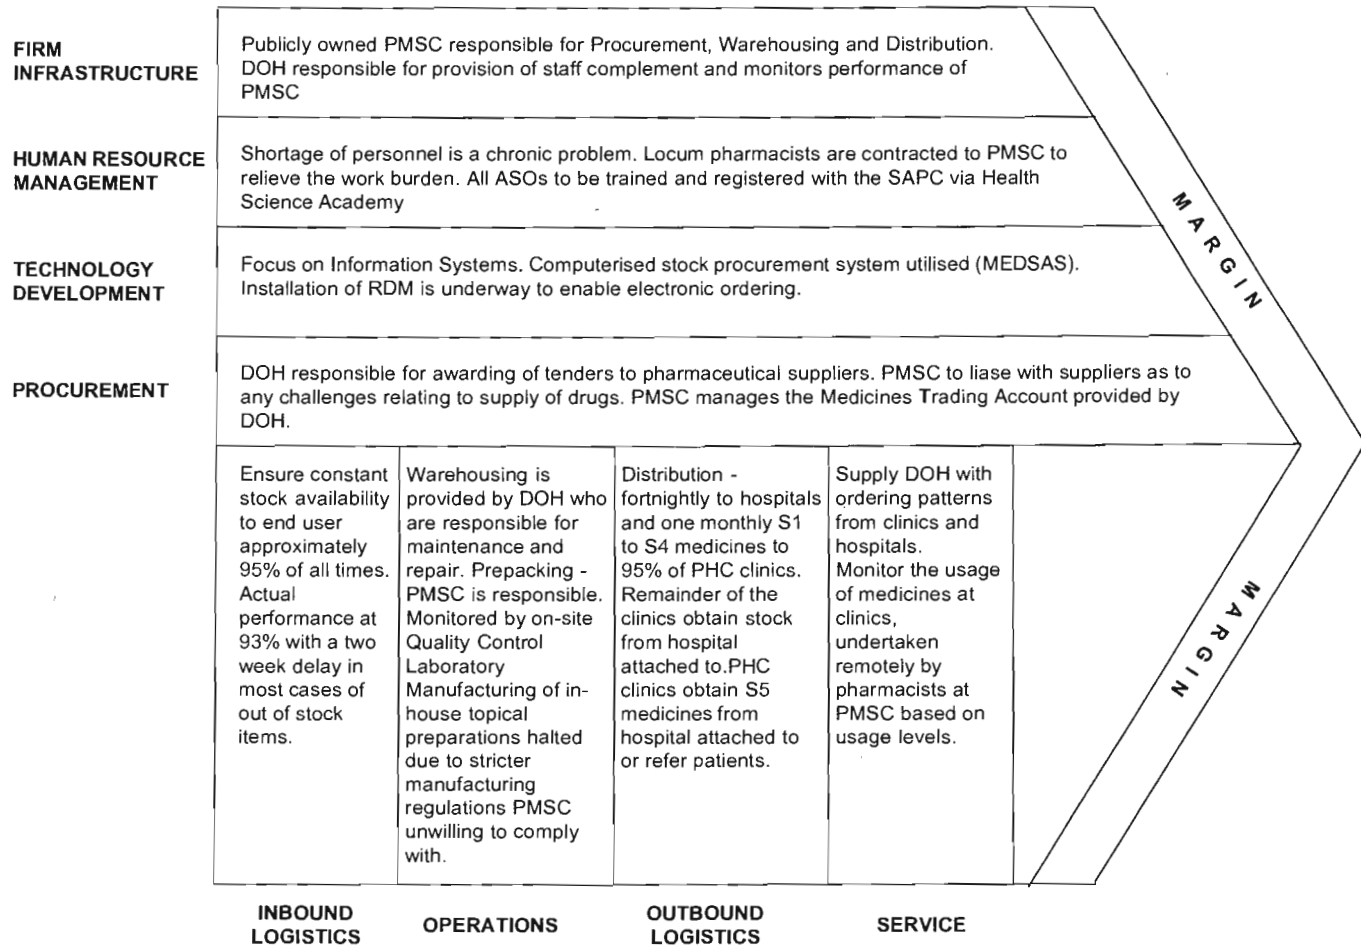 FIRM
INFRASTRUCTURE
Publicly owned PMSC responsible for Procurement, Warehousing and Distribution.
DOH responsible for provision of staff complement and monitors performance of
PMSC
HUMAN RESOURCE
MANAGEMENT
Shortage of personnel is a chronic problem. Locum pharmacists are contracted to PMSC to
relieve the work burden. All ASOs to be trained and registered with the SAPC via Health
Science Academy
TECHNOLOGY
DEVELOPMENT
Focus on Information Systems. Computerised stock procurement system utilised (MEDSAS).
Installation of RDM is underway to enable electronic ordering.
PROCUREMENT
DOH responsible for awarding of tenders to pharmaceutical suppliers. PMSC to liase with suppliers as to
any challenges relating to supply of drugs. PMSC manages the Medicines Trading Account provided by
DOH.
Ensure constant
stock availability
to end user
approximately
95% of all times.
Actual
performance at
93% with a two
week delay in
most cases of
out of stock
items.
Warehousing is
provided by DOH who
are responsible for
maintenance and
repair. Prepacking -
PMSC is responsible.
Monitored by on-site
Quality Control
Laboratory
Manufacturing of in-
house topical
preparations halted
due to stricter
manufacturing
regulations PMSC
unwilling to comply
with.
Distribution -
fortnightly to hospitals
and one monthly S1
to S4 medicines to
95% of PHC clinics.
Remainder of the
clinics obtain stock
from hospital
attached to.PHC
clinics obtain S5
medicines from
hospital attached to
or refer patients.
Supply DOH with
ordering patterns
from clinics and
hospitals.
Monitor the usage
of medicines at
clinics,
undertaken
remotely by
pharmacists at
PMSC based on
usage levels.
MARGIN
MARGIN
INBOUND
LOGISTICS
OPERATIONS
OUTBOUND
LOGISTICS
SERVICE